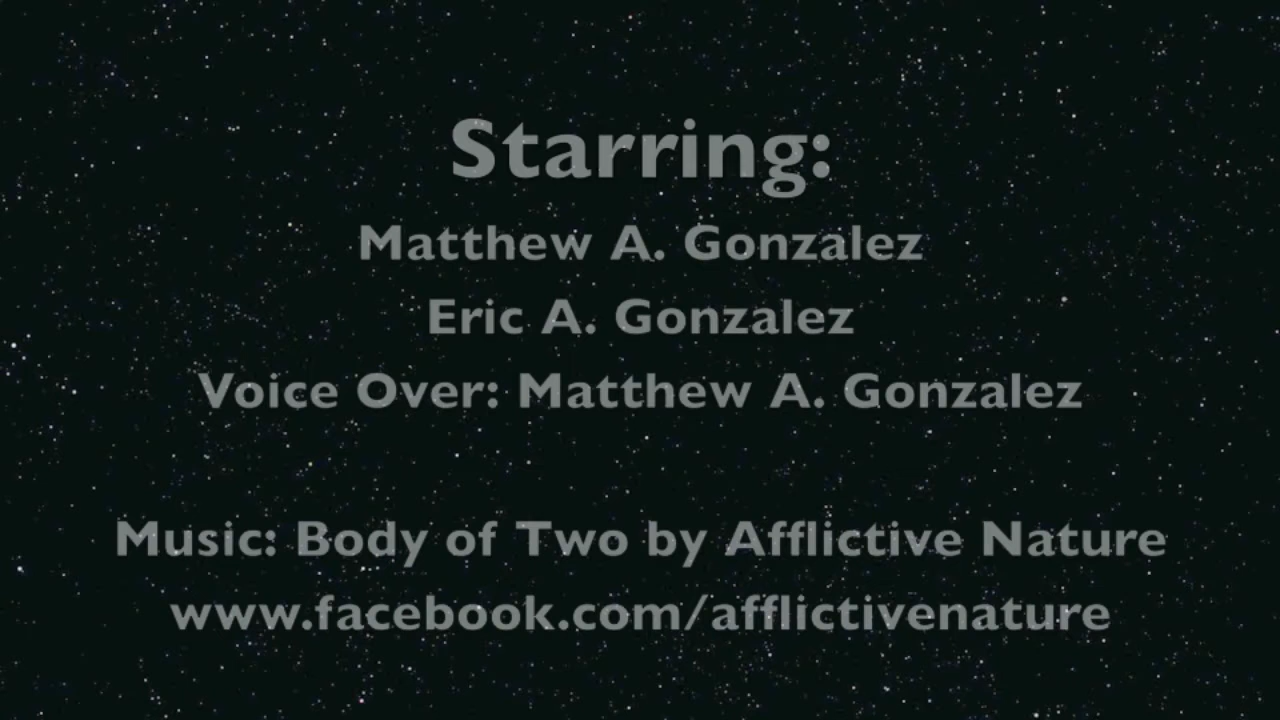 Starring:
Matthew A. Gonzalez
Eric A. Gonzalez
Voice Over: Matthew A. Gonzalez
Music: Body of Two by Afflictive Nature
www.facebook.com/afflictivenature